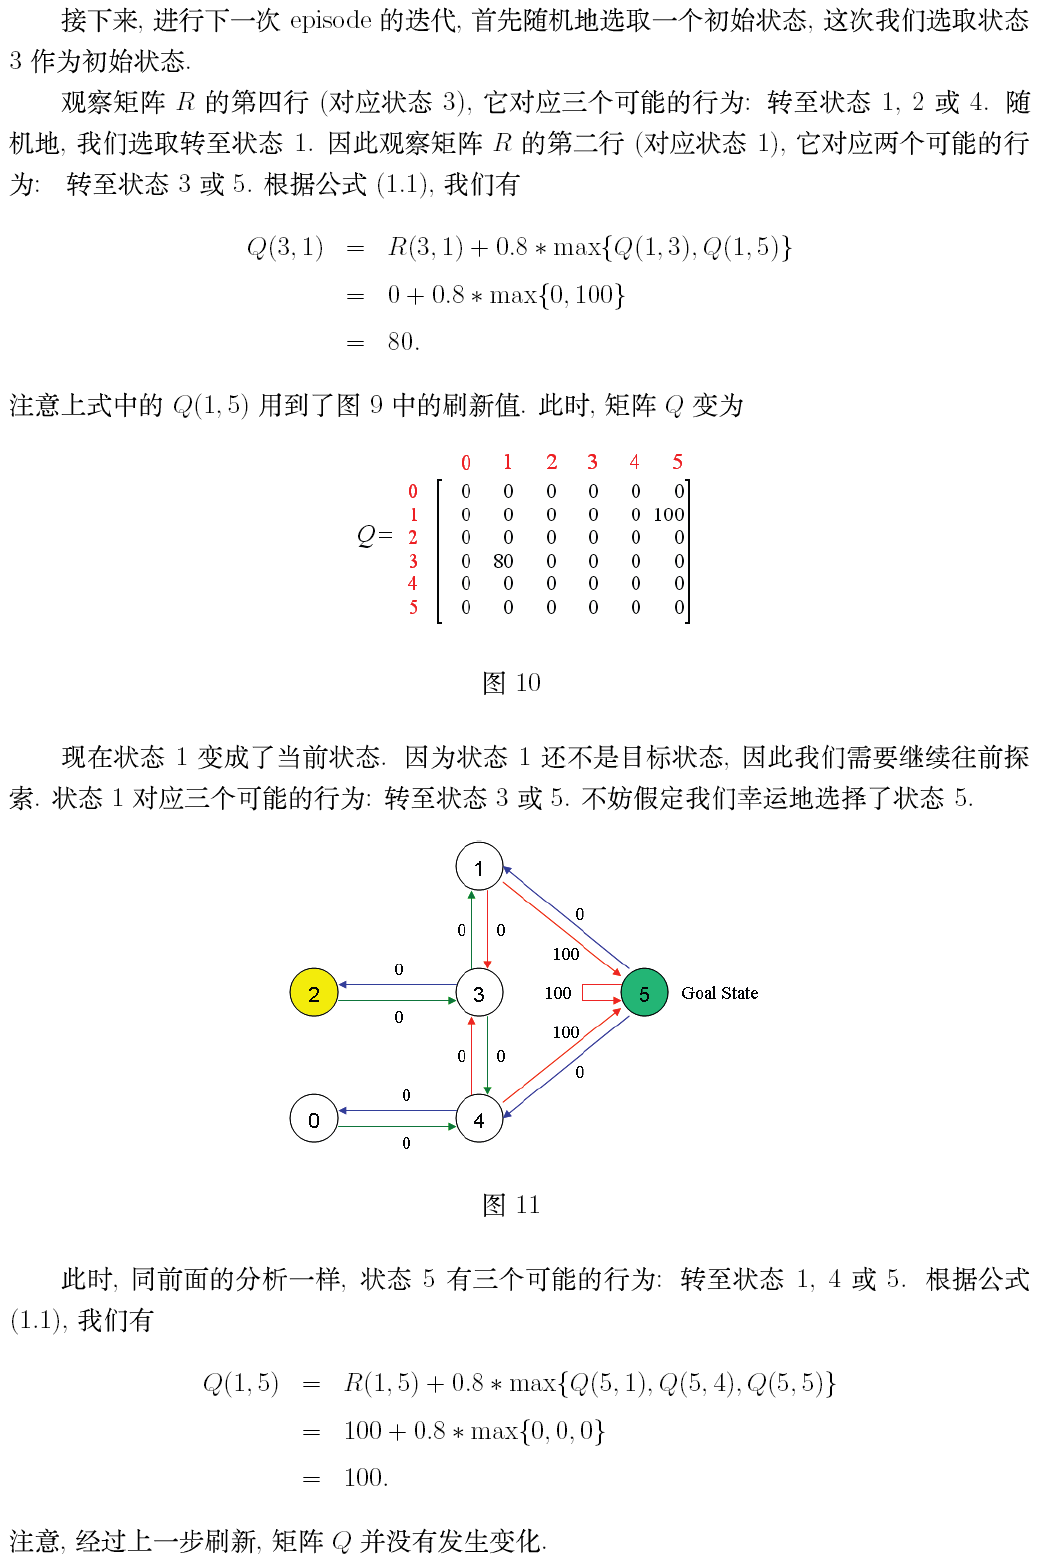 接下来, 进行下一次 episode 的迭代, 首先随机地选取一个初始状态, 这次我们选取状态
3 作为初始状态.
观察矩阵 R 的第四行 (对应状态 3), 它对应三个可能的行为: 转至状态 1, 2 或 4. 随
机地, 我们选取转至状态 1. 因此观察矩阵 R 的第二行 (对应状态 1), 它对应两个可能的行
为: 转至状态 3 或 5. 根据公式 (1.1), 我们有
Q(3, 1) = R(3, 1) + 0.8 ∗ max{Q(1, 3), Q(1, 5)}
= 0 + 0.8 ∗ max{0, 100}
= 80.
注意上式中的 Q(1, 5) 用到了图 9 中的刷新值. 此时, 矩阵 Q 变为
0 1 2 3 4 5
0 0 0 0 0 0 0
1 0 0 0 0 0 100
Q= 2 0 0 0 0 0 0
3 0 80 0 0 0 0
4 0 0 0 0 0 0
5 0 0 0 0 0 0
图 10
现在状态 1 变成了当前状态. 因为状态 1 还不是目标状态, 因此我们需要继续往前探
索. 状态 1 对应三个可能的行为: 转至状态 3 或 5. 不妨假定我们幸运地选择了状态 5.
1
0
0 0
100
0
2 3 100 5 Goal State
0
100
0 0
0
0
0 4
0
图 11
此时, 同前面的分析一样, 状态 5 有三个可能的行为: 转至状态 1, 4 或 5. 根据公式
(1.1), 我们有
Q(1, 5) = R(1, 5) + 0.8 ∗ max{Q(5, 1), Q(5, 4), Q(5, 5)}
= 100 + 0.8 ∗ max{0, 0, 0}
= 100.
注意, 经过上一步刷新, 矩阵 Q 并没有发生变化.